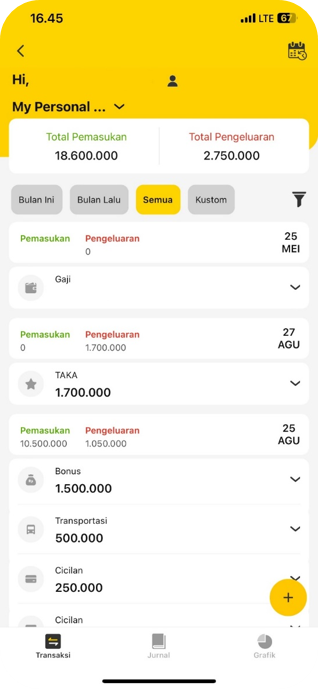 16.45
LTE 67
Hi,
My Personal ...
Total Pemasukan
Total Pengeluaran
18.600.000
2.750.000
Bulan Ini
Bulan Lalu
Semua
Kustom
Pemasukan
Pengeluaran
0
25
MEI
Gaji
Pemasukan
Pengeluaran
0
1.700.000
27
AGU
TAKA
1.700.000
Pemasukan
Pengeluaran
10.500.000
1.050.000
25
AGU
Bonus
1.500.000
Transportasi
500.000
Cicilan
250.000
Cicilan
Transaksi
Jurnal
Grafik